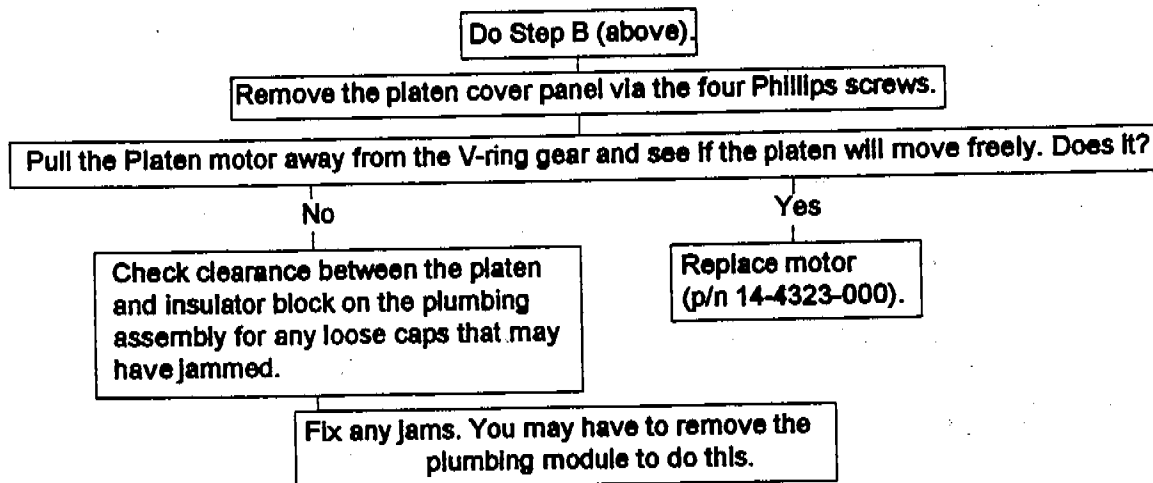 Do Step B (above).
Remove the platen cover panel via the four Phillips screws.
Pull the Platen motor away from the V-ring gear and see if the platen will move freely. Does it?
No
Yes
Check clearance between the platen
and insulator block on the plumbing
assembly for any loose caps that may
have jammed.
Replace motor
(p/n 14-4323-000).
Fix any jams. You may have to remove the
plumbing module to do this.